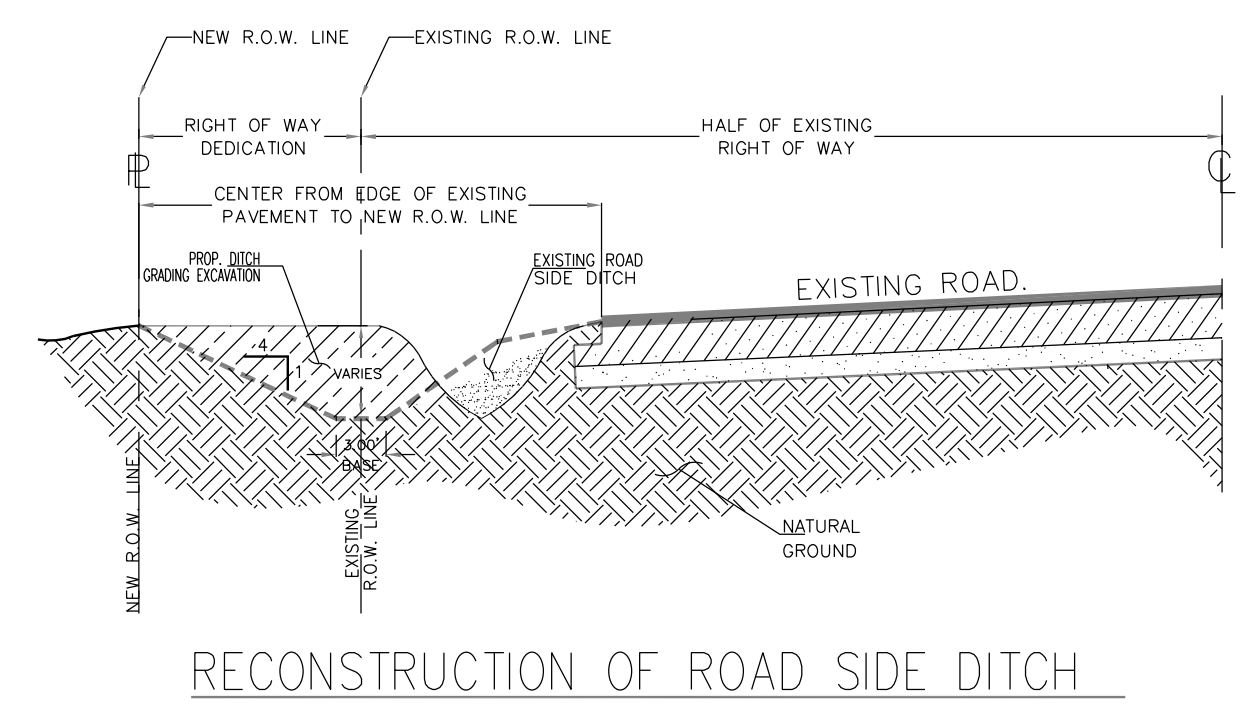 NEW R.O.W. LINE
EXISTING R.O.W. LINE
RIGHT OF WAY
DEDICATION
HALF OF EXISTING
RIGHT OF WAY
PL
CL
CENTER FROM EDGE OF EXISTING
PAVEMENT TO NEW R.O.W. LINE
PROP. DITCH
GRADING EXCAVATION
EXISTING ROAD
SIDE DITCH
EXISTING ROAD.
4
1
VARIES
3.00'
BASE
NEW R.O.W. LINE
EXISTING
R.O.W. LINE
NATURAL
GROUND
RECONSTRUCTION OF ROAD SIDE DITCH